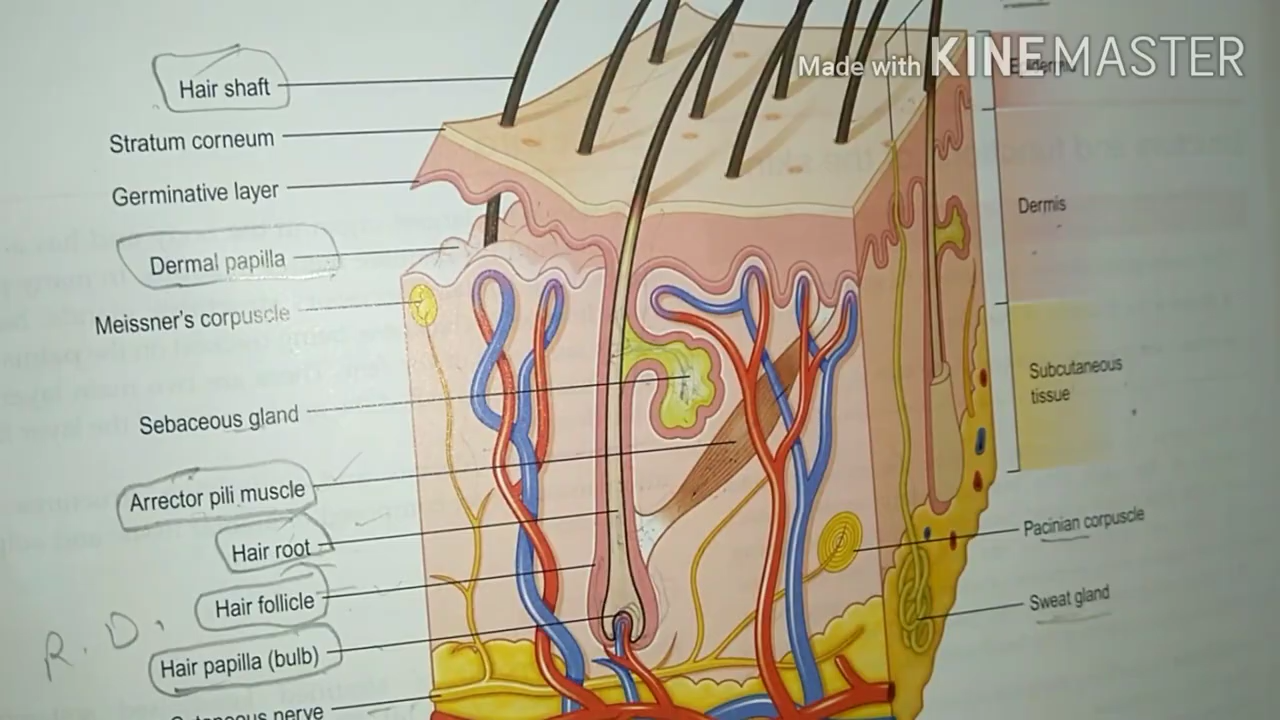 Made with KINEMASTER
Hair shaft
Stratum corneum
Germinative layer
Dermal papilla
Meissner's corpuscle
Sebaceous gland
Arrector pili muscle
Hair root
Hair follicle
R. D.
Hair papilla (bulb)
nerve
Dermis
Subcutaneous
tissue
Pacinian corpuscle
Sweat gland